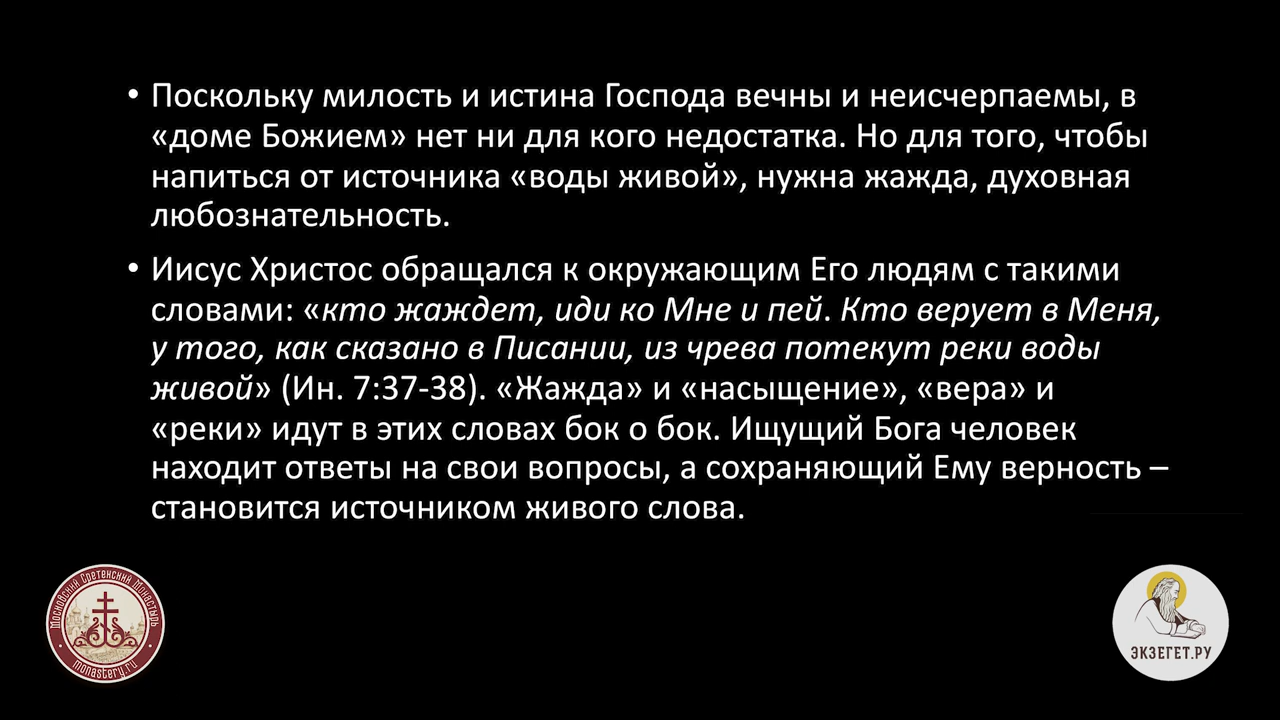 • Поскольку милость и истина Господа вечны и неисчерпаемы, в
«доме Божием» нет ни для кого недостатка. Но для того, чтобы
напиться от источника «воды живой», нужна жажда, духовная
любознательность.
• Иисус Христос обращался к окружающим Его людям с такими
словами: «кто жаждет, иди ко Мне и пей. Кто верует в Меня,
у того, как сказано в Писании, из чрева потекут реки воды
живой» (Ин. 7:37-38). «Жажда» и «насыщение», «вера» и
«реки» идут в этих словах бок о бок. Ищущий Бога человек
находит ответы на свои вопросы, а сохраняющий Ему верность –
становится источником живого слова.
Московский Сретенский Монастырь
monastery.ru
ЭКЗЕГЕТ.РУ